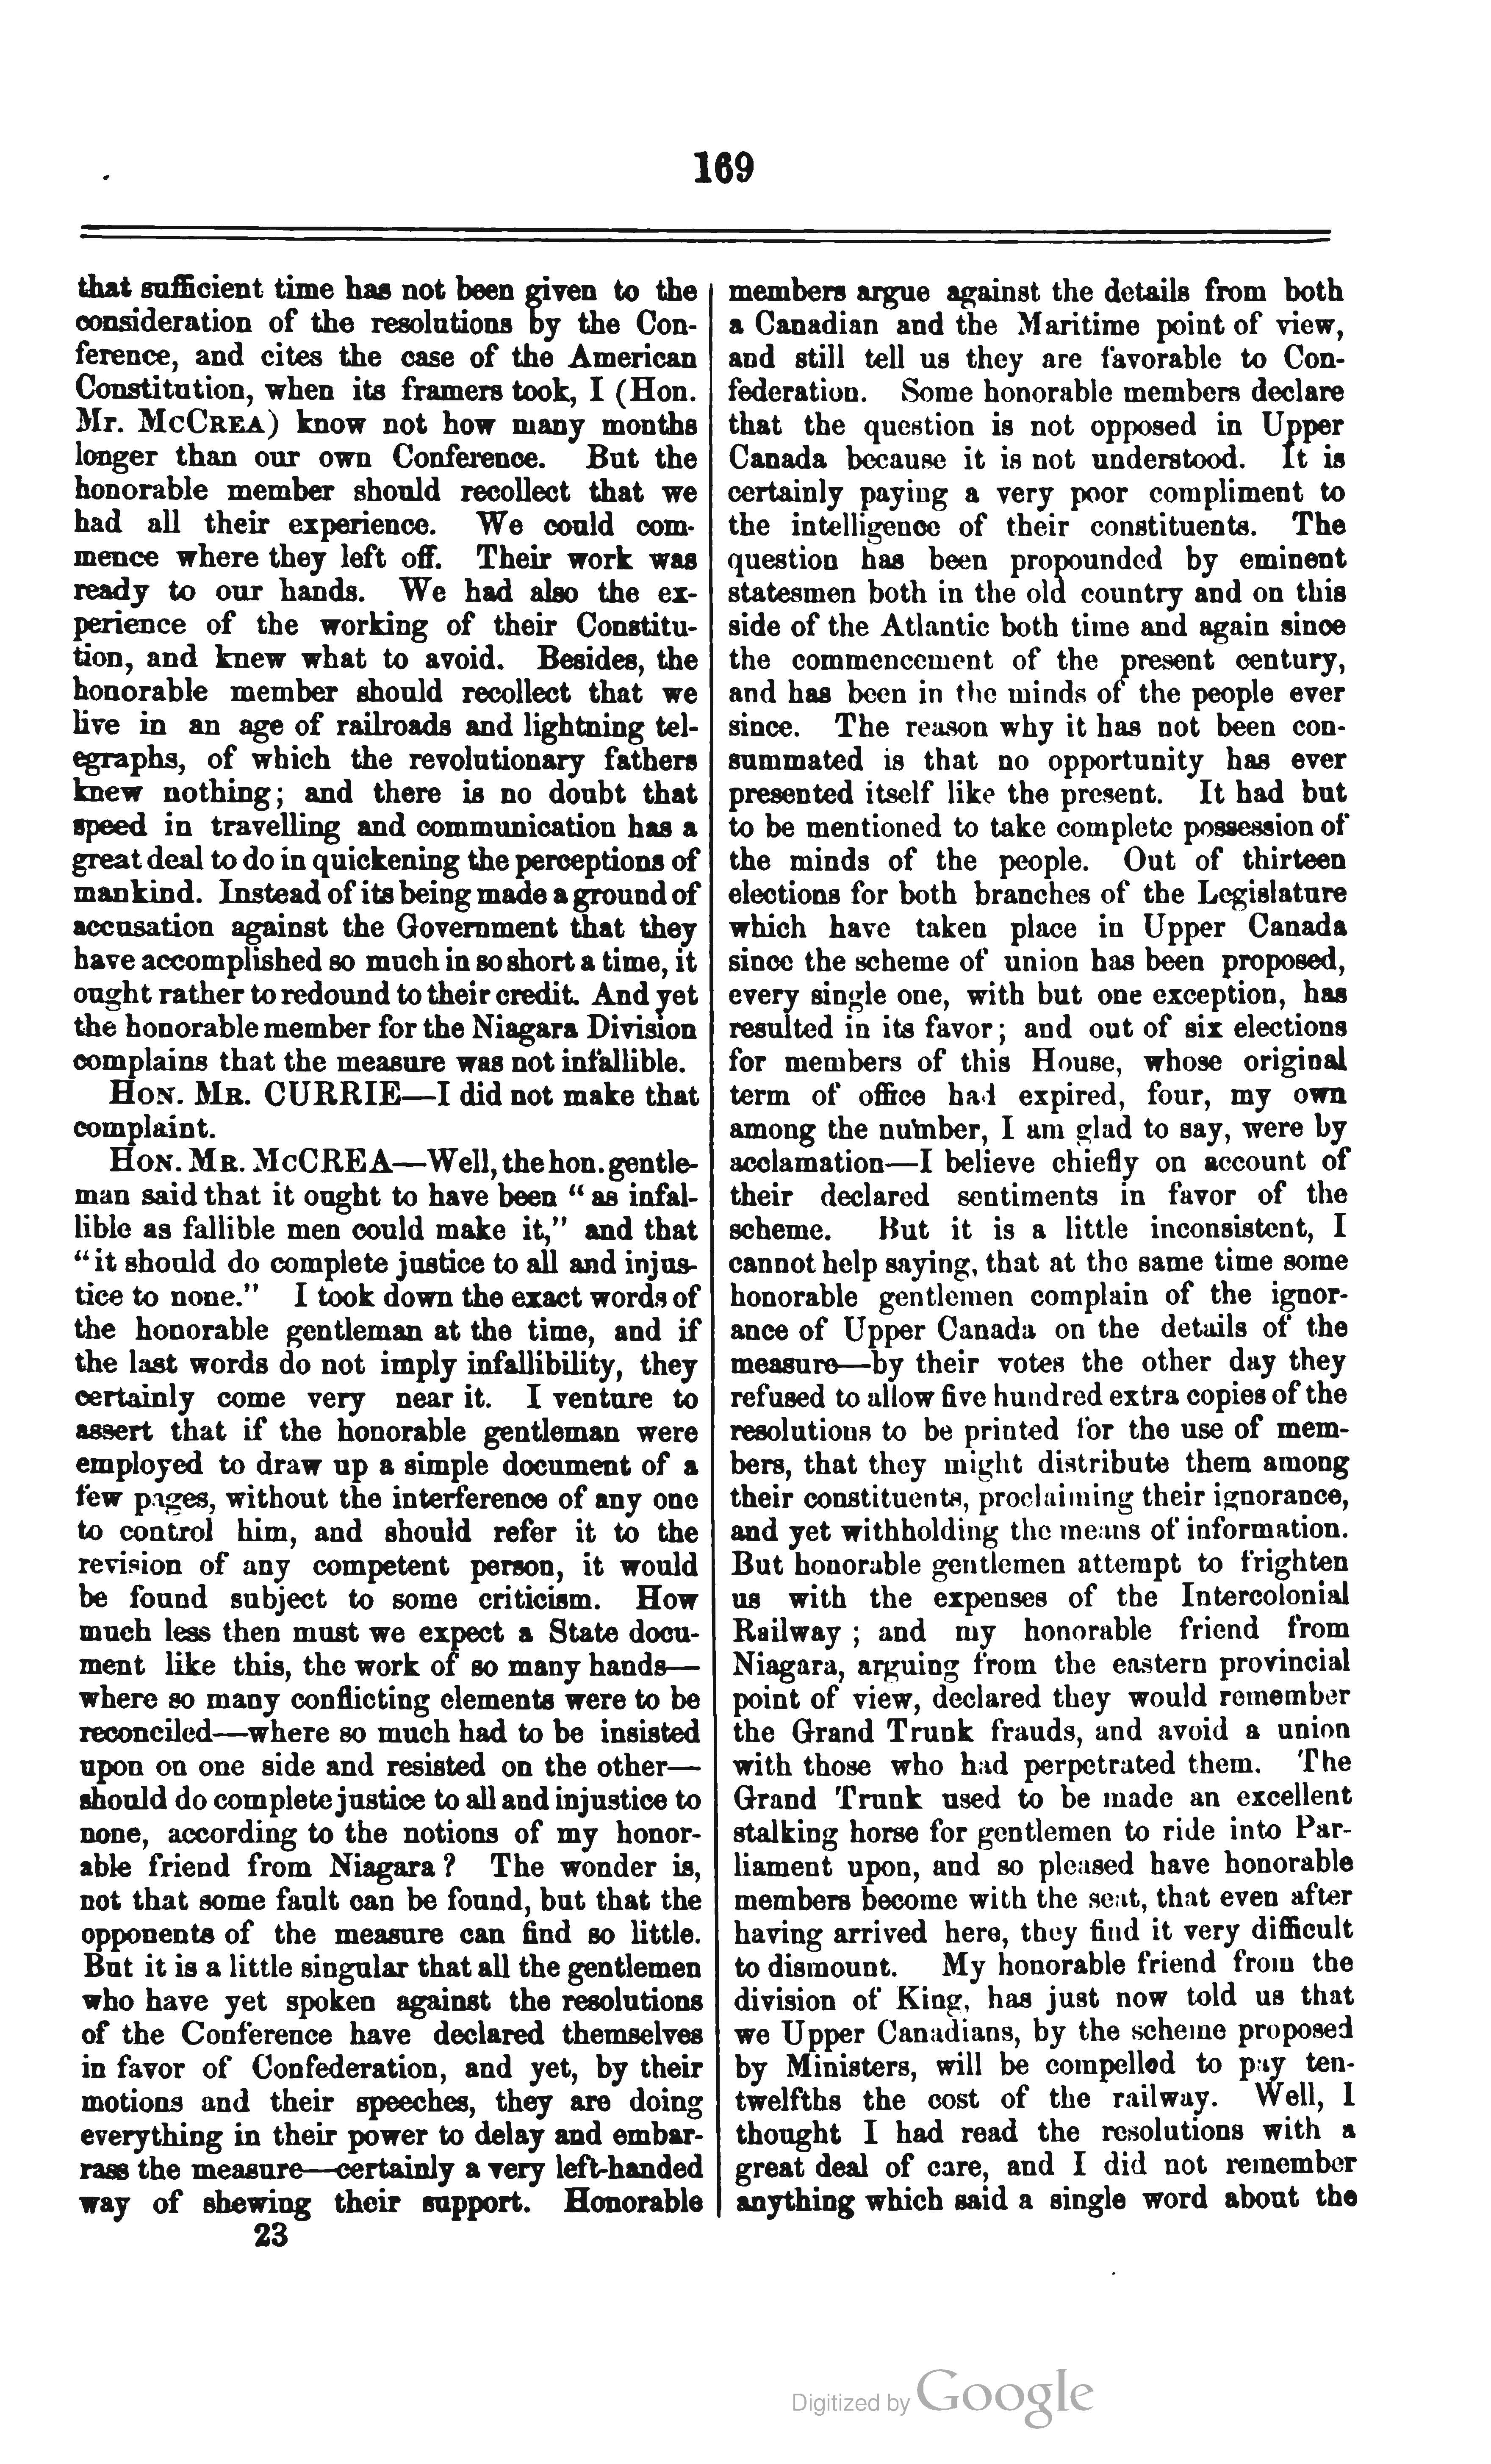 169
that sufficient time has not been given to the
consideration of the resolutions by the Con-
ference, and cites the case of the American
Constitution, when its framers took, I (Hon.
Mr. McCREA) know not how many months
longer than our own Conference. But the
honorable member should recollect that we
had all their experience. We could com-
mence where they left off. Their work was
ready to our hands. We had also the ex-
perience of the working of their Constitu-
tion, and knew what to avoid. Besides, the
honorable member should recollect that we
live in an age of railroads and lightning tel-
egraphs, of which the revolutionary fathers
knew nothing; and there is no doubt that
speed in travelling and communication has a
great deal to do in quickening the perceptions of
mankind. Instead of its being made a ground of
accusation against the Government that they
have accomplished so much in so short a time, it
ought rather to redound to their credit. And yet
the honorable member for the Niagara Division
complains that the measure was not infallible.
HON. MR. CURRIE—I did not make that
complaint.
HON. MR. McCREA—Well, the hon. gentle-
man said that it ought to have been "as infal-
lible as fallible men could make it," and that
"it should do complete justice to all and injus-
tice to none." I took down the exact words of
the honorable gentleman at the time, and if
the last words do not imply infallibility, they
certainly come very near it. I venture to
assert that if the honorable gentleman were
employed to draw up a simple document of a
few pages, without the interference of any one
to control him, and should refer it to the
revision of any competent person, it would
be found subject to some criticism. How
much less then must we expect a State docu-
ment like this, the work of so many hands—
where so many conflicting elements were to be
reconciled—where so much had to be insisted
upon on one side and resisted on the other—
should do complete justice to all and injustice to
none, according to the notions of my honor-
able friend from Niagara? The wonder is,
not that some fault can be found, but that the
opponents of the measure can find so little.
But it is a little singular that all the gentlemen
who have yet spoken against the resolutions
of the Conference have declared themselves
in favor of Confederation, and yet, by their
motions and their speeches, they are doing
everything in their power to delay and embar-
rass the measure—certainly a very left-handed
way of shewing their support. Honorable
23
members argue against the details from both
a Canadian and the Maritime point of view,
and still tell us they are favorable to Con-
federation. Some honorable members declare
that the question is not opposed in Upper
Canada because it is not understood. It is
certainly paying a very poor compliment to
the intelligence of their constituents. The
question has been propounded by eminent
statesmen both in the old country and on this
side of the Atlantic both time and again since
the commencement of the present century,
and has been in the minds of the people ever
since. The reason why it has not been con-
summated is that no opportunity has ever
presented itself like the present. It had but
to be mentioned to take complete possession of
the minds of the people. Out of thirteen
elections for both branches of the Legislature
which have taken place in Upper Canada
since the scheme of union has been proposed,
every single one, with but one exception, has
resulted in its favor; and out of six elections
for members of this House, whose original
term of office had expired, four, my own
among the number, I am glad to say, were by
acclamation—I believe chiefly on account of
their declared sentiments in favor of the
scheme. But it is a little inconsistent, I
cannot help saying, that at the same time some
honorable gentlemen complain of the ignor-
ance of Upper Canada on the details of the
measure—by their votes the other day they
refused to allow five hundred extra copies of the
resolutions to be printed for the use of mem-
bers, that they might distribute them among
their constituents, proclaiming their ignorance,
and yet withholding the means of information.
But honorable gentlemen attempt to frighten
us with the expenses of the Intercolonial
Railway; and my honorable friend from
Niagara, arguing from the eastern provincial
point of view, declared they would remember
the Grand Trunk frauds, and avoid a union
with those who had perpetrated them. The
Grand Trunk used to be made an excellent
stalking horse for gentlemen to ride into Par-
liament upon, and so pleased have honorable
members become with the seat, that even after
having arrived here, they find it very difficult
to dismount. My honorable friend from the
division of King, has just now told us that
we Upper Canadians, by the scheme proposed
by Ministers, will be compelled to pay ten-
twelfths the cost of the railway. Well, I
thought I had read the resolutions with a
great deal of care, and I did not remember
anything which said a single word about the
Digitized by Google